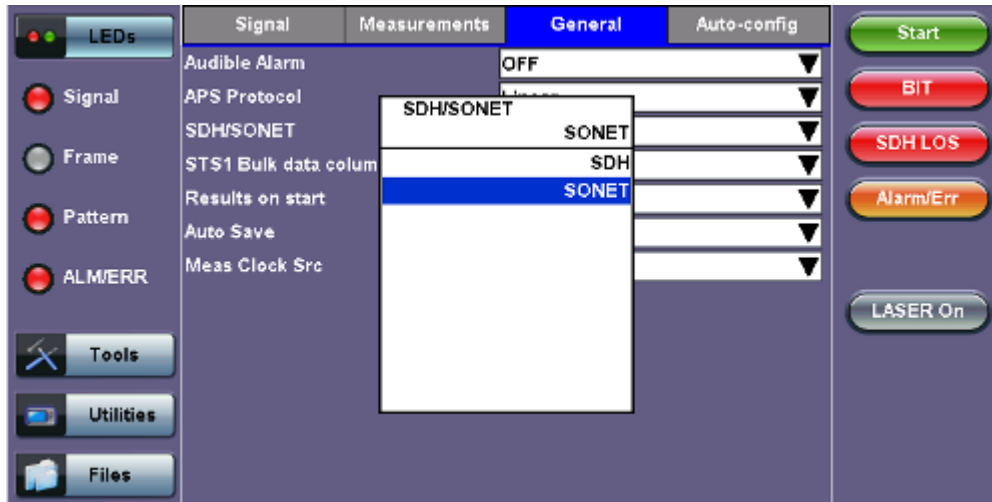 LEDs
Signal
Frame
Pattern
ALM/ERR
Tools
Utilities
Files
Signal Measurements General Auto-config
Audible Alarm OFF
APS Protocol
SDH/SONET
STS1 Bulk data colum
Results on start
Auto Save
Meas Clock Src
SDH/SONET
SONET
SDH
SONET
Start
BIT
SDH LOS
Alarm/Err
LASER On